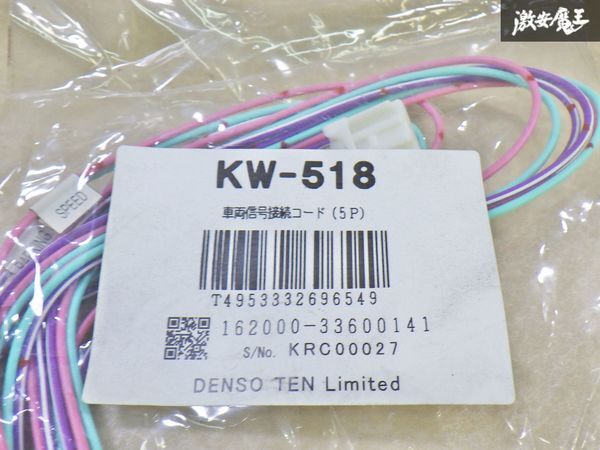 激安魔王
KW-518
車両信号接続コード(5P)
SPEED
T4953332696549
162000-33600141
S/No. KRC00027
DENSO TEN Limited